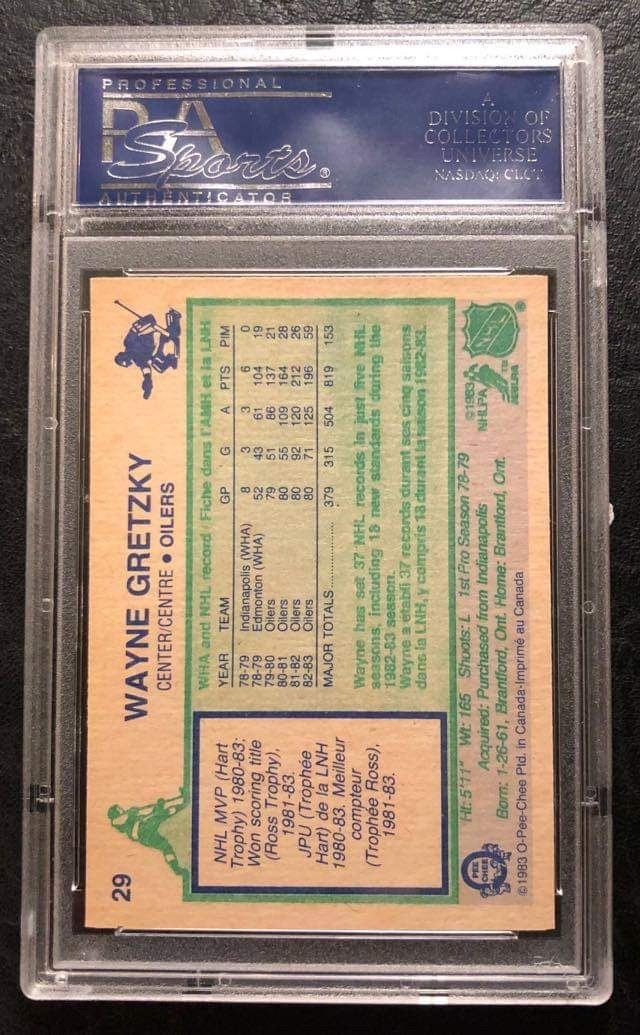 PROFESSIONAL
PSA
Sports®
AUTHENTICATOR
A
DIVISION OF
COLLECTORS
UNIVERSE
NASDAQ: CLCT
29
WAYNE GRETZKY
CENTER/CENTRE • OILERS
NHL MVP (Hart
Trophy) 1980-83:
Won scoring title
(Ross Trophy),
1981-83.
JPU (Trophée
Hart) de la LNH
1980-83. Meilleur
compteur
(Trophée Ross),
1981-83.
WHA and NHL record / Fiche dans l'AMH et la LNH
YEAR TEAM GP G A PTS PIM
78-79 Indianapolis (WHA) 8 3 3 6 0
78-79 Edmonton (WHA) 52 43 61 104 19
79-80 Oilers 79 51 86 137 21
80-81 Oilers 80 55 109 164 28
81-82 Oilers 80 92 120 212 26
82-83 Oilers 80 71 125 196 59
MAJOR TOTALS.................. 379 315 504 819 153
Wayne has set 37 NHL records in just five NHL
seasons, including 18 new standards during the
1982-83 season.
Wayne a établi 37 records durant ses cinq saisons
dans la LNH, y compris 18 durant la saison 1982-83.
Ht: 5'11" Wt: 165 Shoots: L 1st Pro Season 78-79
Acquired: Purchased from Indianapolis
Born: 1-26-61, Brantford, Ont. Home: Brantford, Ont.
© 1983 O-Pee-Chee Ptd. in Canada-Imprimé au Canada
PEE
CHEE
© 1983
NHLPA
TM
NHLPA
NHL
®